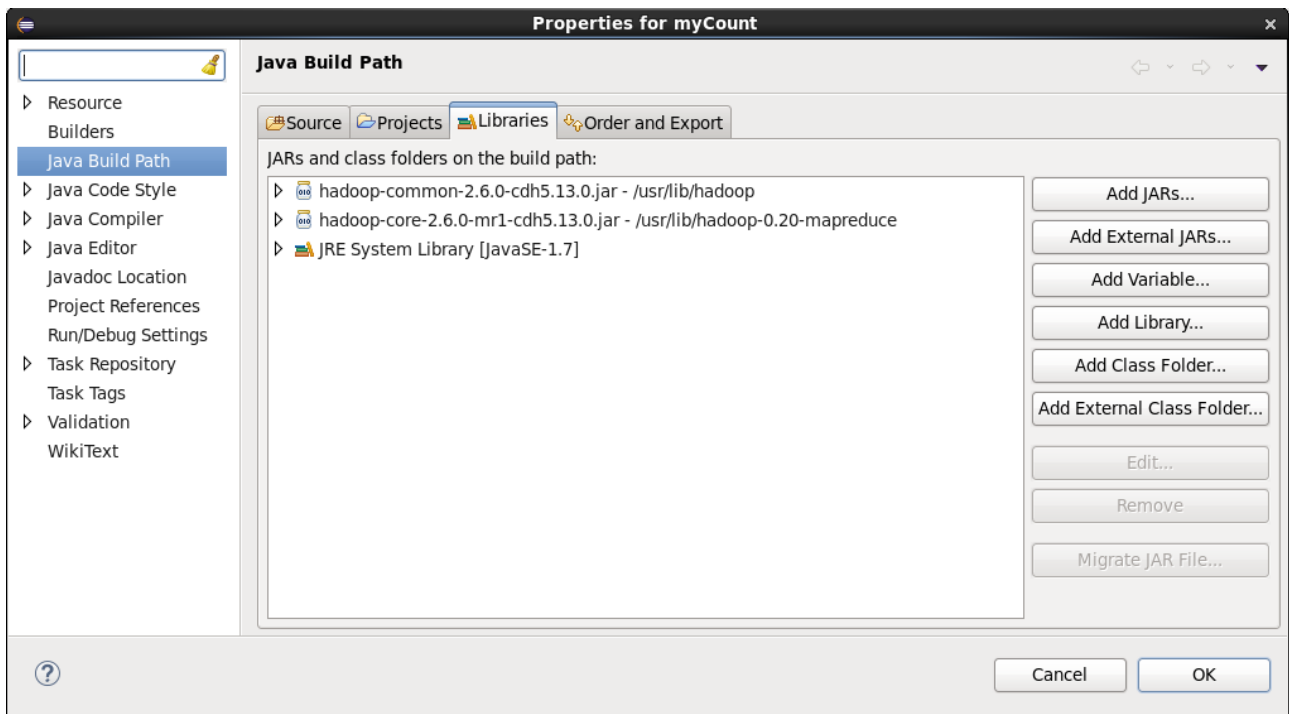 Properties for myCount
Java Build Path
Resource
Builders
Java Build Path
Java Code Style
Java Compiler
Java Editor
Javadoc Location
Project References
Run/Debug Settings
Task Repository
Task Tags
Validation
WikiText
Source Projects Libraries Order and Export
JARs and class folders on the build path:
hadoop-common-2.6.0-cdh5.13.0.jar - /usr/lib/hadoop
hadoop-core-2.6.0-mr1-cdh5.13.0.jar - /usr/lib/hadoop-0.20-mapreduce
JRE System Library [JavaSE-1.7]
Add JARs...
Add External JARs...
Add Variable...
Add Library...
Add Class Folder...
Add External Class Folder...
Edit...
Remove
Migrate JAR File...
Cancel OK